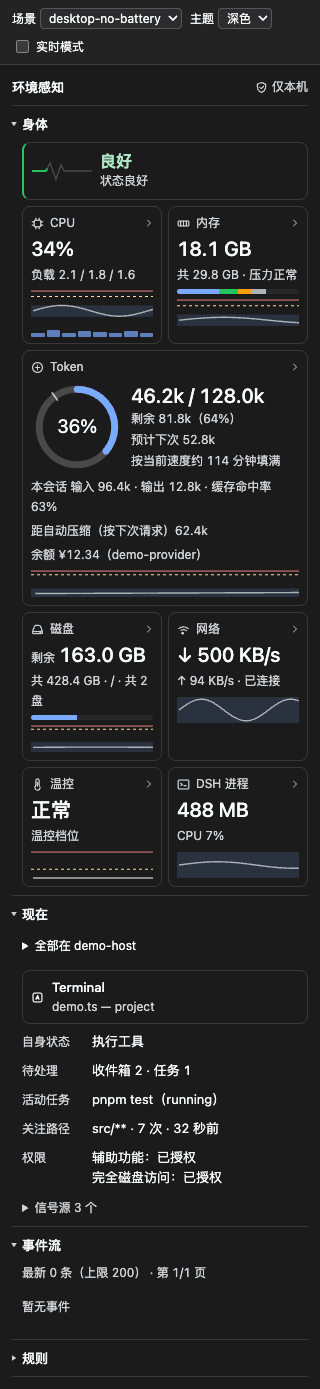 场景 desktop-no-battery 主题 深色
实时模式
环境感知 仅本机
身体
良好
状态良好
CPU
34%
负载 2.1 / 1.8 / 1.6
内存
18.1 GB
共 29.8 GB · 压力正常
Token
36%
46.2k / 128.0k
剩余 81.8k（64%）
预计下次 52.8k
按当前速度约 114 分钟填满
本会话 输入 96.4k · 输出 12.8k · 缓存命中率
63%
距自动压缩（按下次请求）62.4k
余额 ¥12.34（demo-provider）
磁盘
剩余 163.0 GB
共 428.4 GB · / · 共 2
盘
网络
↓ 500 KB/s
↑ 94 KB/s · 已连接
温控
正常
温控档位
DSH 进程
488 MB
CPU 7%
现在
全部在 demo-host
Terminal
demo.ts — project
自身状态 执行工具
待处理 收件箱 2 · 任务 1
活动任务 pnpm test（running）
关注路径 src/** · 7 次 · 32 秒前
权限 辅助功能：已授权
完全磁盘访问：已授权
信号源 3 个
事件流
最新 0 条（上限 200） · 第 1/1 页
暂无事件
规则